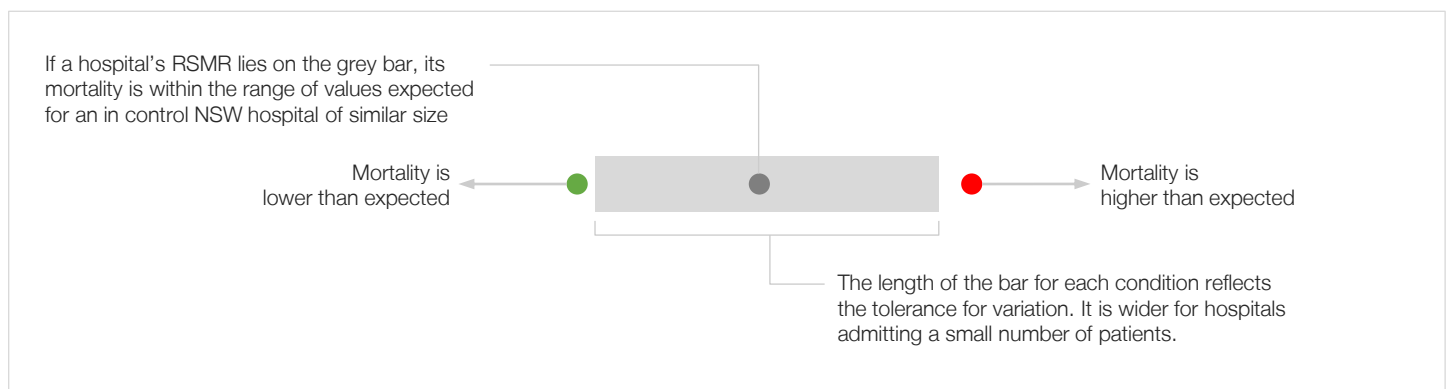 If a hospital's RSMR lies on the grey bar, its
mortality is within the range of values expected
for an in control NSW hospital of similar size
Mortality is
lower than expected
Mortality is
higher than expected
The length of the bar for each condition reflects
the tolerance for variation. It is wider for hospitals
admitting a small number of patients.